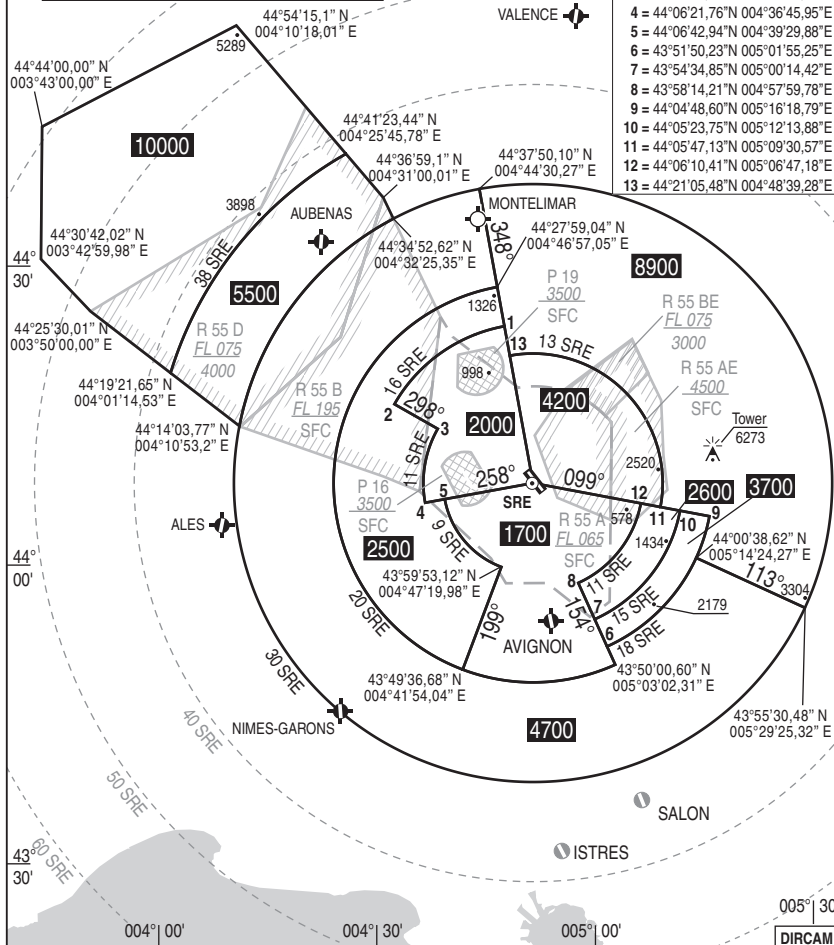 44°54'15,1” N
004°10'18,01” E
VALENCE
4 = 44°06'21,76”N 004°36'45,95”E
5 = 44°06'42,94”N 004°39'29,88”E
6 = 43°51'50,23”N 005°01'55,25”E
7 = 43°54'34,85”N 005°00'14,42”E
8 = 43°58'14,21”N 004°57'59,78”E
9 = 44°04'48,60”N 005°16'18,79”E
10 = 44°05'23,75”N 005°12'13,88”E
11 = 44°05'47,13”N 005°09'30,57”E
12 = 44°06'10,41”N 005°06'47,18”E
13 = 44°21'05,48”N 004°48'39,28”E
5289
44°44'00,00” N
003°43'00,00” E
10000
44°41'23,44” N
004°25'45,78” E
44°36'59,1” N
004°31'00,01” E
44°37'50,10” N
004°44'30,27” E
3898
AUBENAS
MONTELIMAR
348°
44°30'42,02” N
003°42'59,98” E
44°34'52,62” N
004°32'25,35” E
44°27'59,04” N
004°46'57,05” E
8900
44°
30'
38 SRE
5500
P 19
3500
SFC
R 55 BE
FL 075
3000
1326
1
13
13 SRE
44°25'30,01” N
003°50'00,00” E
R 55 D
FL 075
4000
16 SRE
998
R 55 AE
4500
SFC
44°19'21,65” N
004°01'14,53” E
R 55 B
FL 195
SFC
298°
2
3
2000
4200
Tower
6273
44°14'03,77” N
004°10'53,2” E
11 SRE
P 16
3500
SFC
258°
099°
2520
5
4
SRE
12
2600
3700
ALES
9 SRE
1700
R 55 A
FL 065
SFC
578
11
10
9
2500
1434
44°00'38,62” N
005°14'24,27” E
44°
00'
43°59'53,12” N
004°47'19,98” E
8
11 SRE
113°
3304
20 SRE
199°
154°
7
15 SRE
2179
6
18 SRE
AVIGNON
30 SRE
43°49'36,68” N
004°41'54,04” E
43°50'00,60” N
005°03'02,31” E
43°55'30,48” N
005°29'25,32” E
NIMES-GARONS
4700
40 SRE
50 SRE
SALON
ISTRES
60 SRE
43°
30'
004° 00'
004° 30'
005° 00'
005° 30
DIRCAM